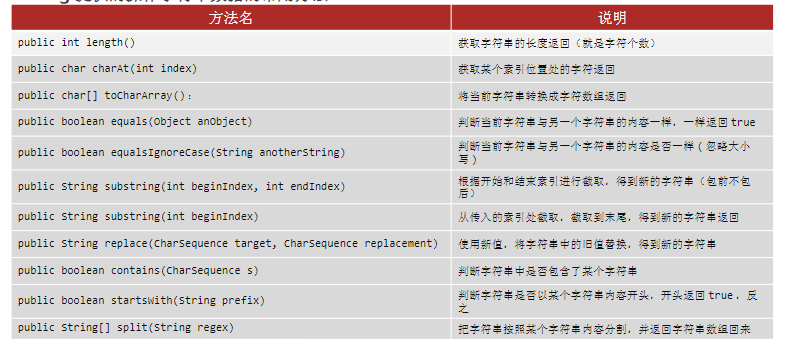 方法名 说明
public int length() 获取字符串的长度返回（就是字符个数）
public char charAt(int index) 获取某个索引位置处的字符返回
public char[] toCharArray()： 将当前字符串转换成字符数组返回
public boolean equals(Object anObject) 判断当前字符串与另一个字符串的内容一样，一样返回true
public boolean equalsIgnoreCase(String anotherString) 判断当前字符串与另一个字符串的内容是否一样(忽略大小
写)
public String substring(int beginIndex, int endIndex) 根据开始和结束索引进行截取，得到新的字符串（包前不包
后）
public String substring(int beginIndex) 从传入的索引处截取，截取到末尾，得到新的字符串返回
public String replace(CharSequence target, CharSequence replacement) 使用新值，将字符串中的旧值替换，得到新的字符串
public boolean contains(CharSequence s) 判断字符串中是否包含了某个字符串
public boolean startsWith(String prefix) 判断字符串是否以某个字符串内容开头，开头返回true，反
之
public String[] split(String regex) 把字符串按照某个字符串内容分割，并返回字符串数组回来